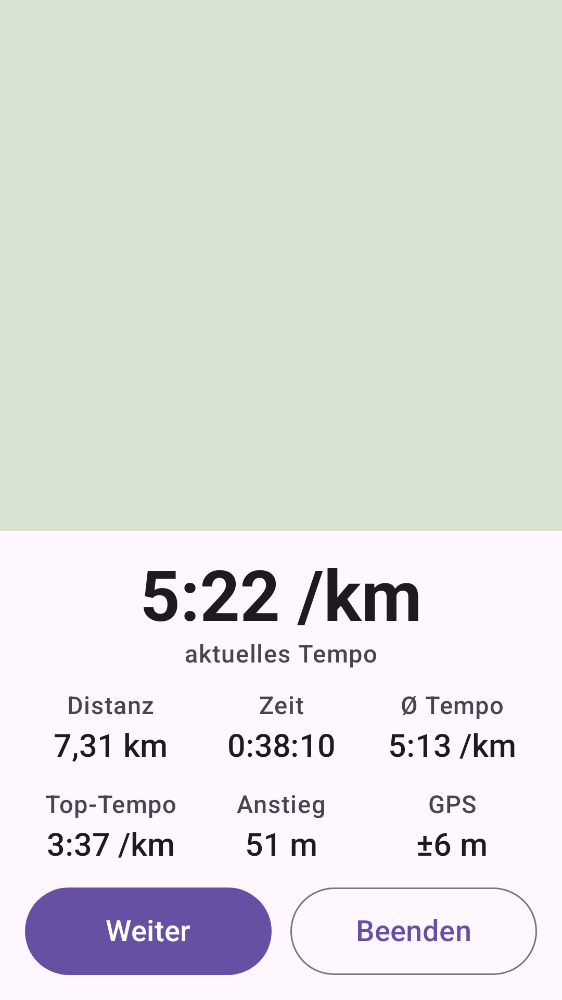 5:22 /km
aktuelles Tempo
Distanz Zeit Ø Tempo
7,31 km 0:38:10 5:13 /km
Top-Tempo Anstieg GPS
3:37 /km 51 m ±6 m
Weiter Beenden